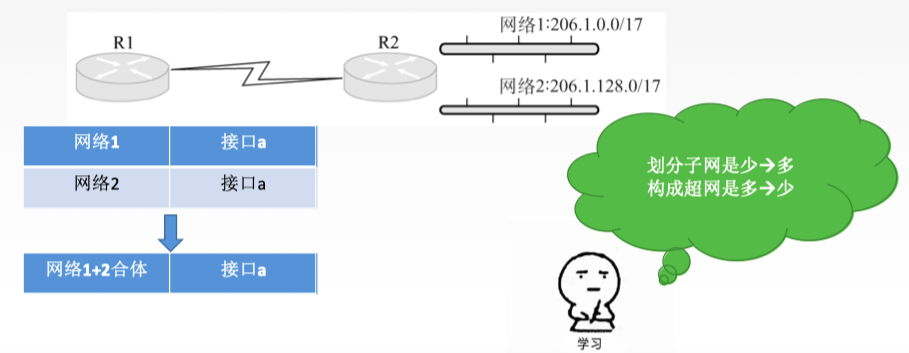 网络1:206.1.0.0/17
R1
R2
网络2:206.1.128.0/17
网络1 接口a
网络2 接口a
网络1+2合体 接口a
划分子网是少→多
构成超网是多→少
学习